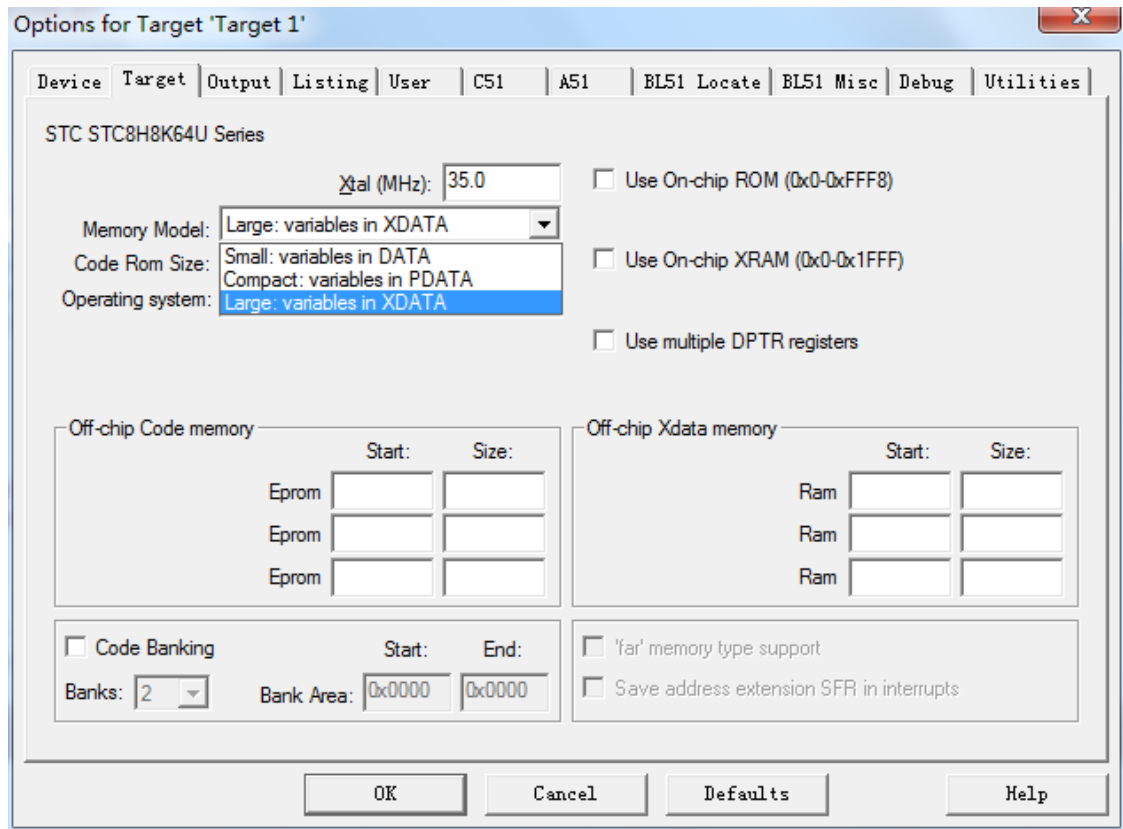 Options for Target 'Target 1'
X
Device Target Output Listing User C51 A51 BL51 Locate BL51 Misc Debug Utilities
STC STC8H8K64U Series
Xtal (MHz): 35.0
Use On-chip ROM (0x0-0xFFF8)
Memory Model: Large: variables in XDATA
Small: variables in DATA
Code Rom Size:
Use On-chip XRAM (0x0-0x1FFF)
Compact: variables in PDATA
Operating system:
Large: variables in XDATA
Use multiple DPTR registers
Off-chip Code memory
Start: Size:
Eprom
Eprom
Eprom
Off-chip Xdata memory
Start: Size:
Ram
Ram
Ram
Code Banking Start: End:
Banks: 2 Bank Area: 0x0000 0x0000
'far' memory type support
Save address extension SFR in interrupts
OK Cancel Defaults Help